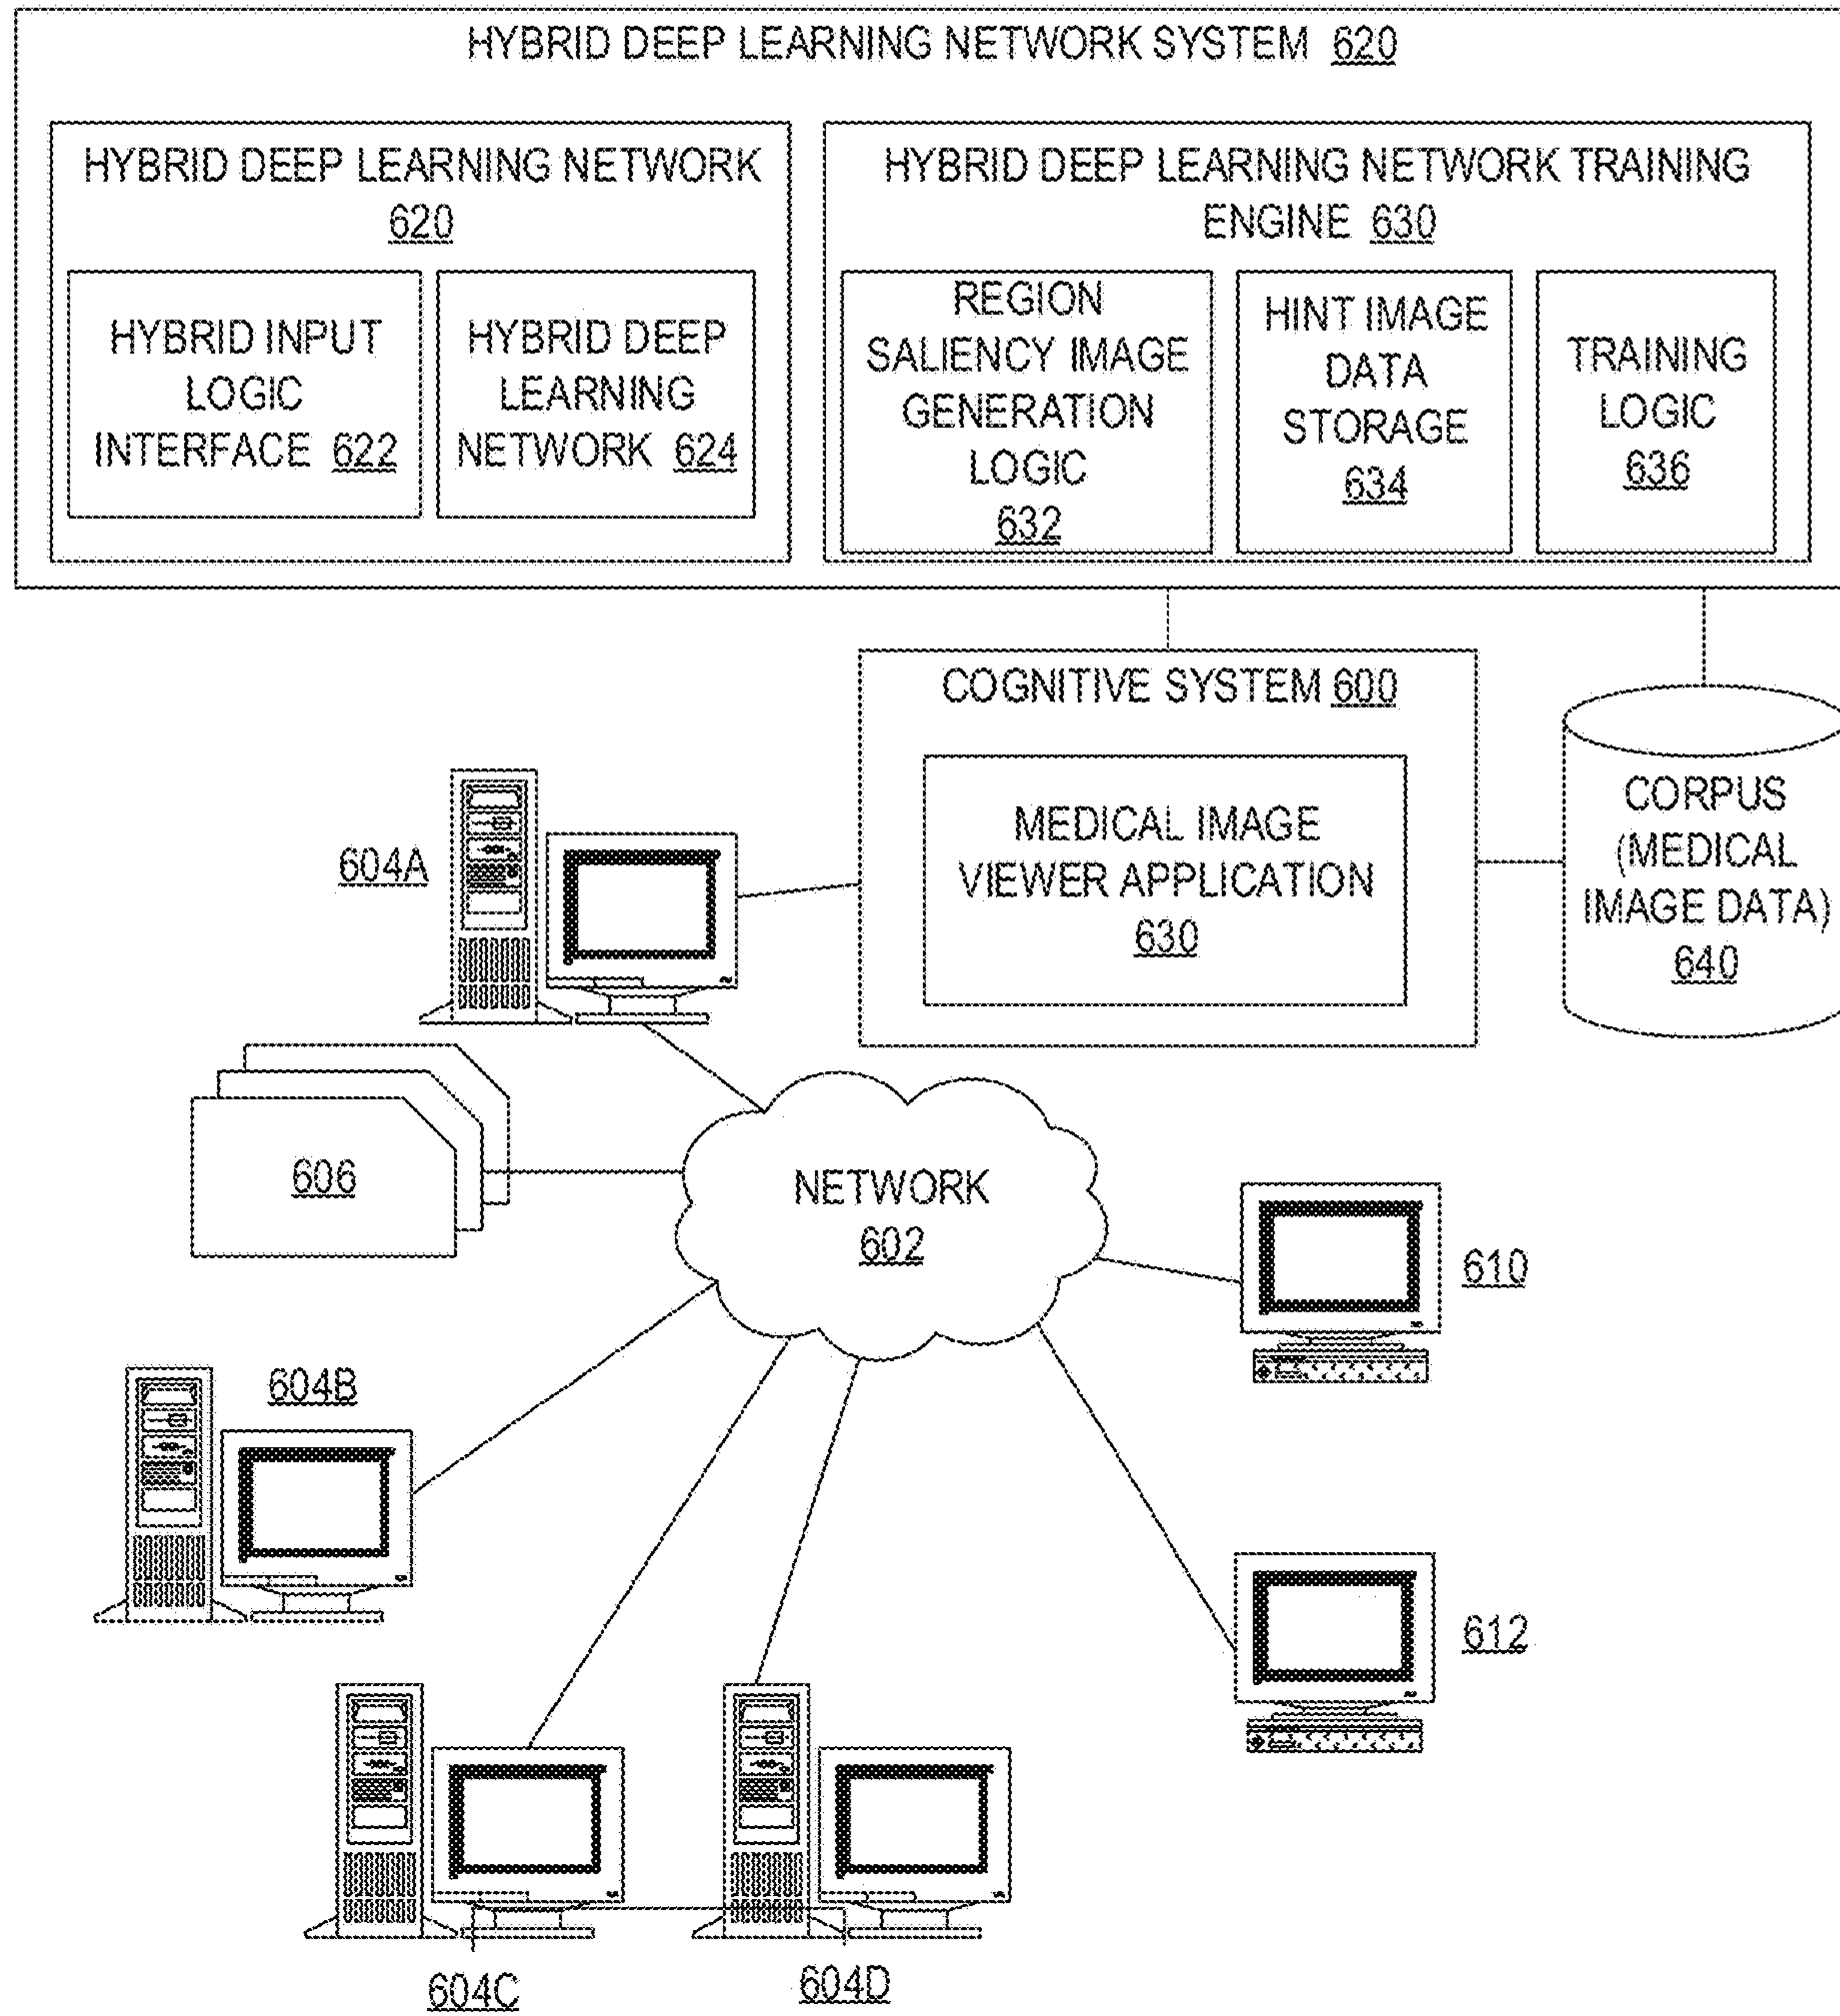 HYBRID DEEP LEARNING NETWORK SYSTEM 620
HYBRID DEEP LEARNING NETWORK
620
HYBRID INPUT
LOGIC
INTERFACE 622
HYBRID DEEP
LEARNING
NETWORK 624
HYBRID DEEP LEARNING NETWORK TRAINING
ENGINE 630
REGION
SALIENCY IMAGE
GENERATION
LOGIC
632
HINT IMAGE
DATA
STORAGE
634
TRAINING
LOGIC
636
COGNITIVE SYSTEM 600
MEDICAL IMAGE
VIEWER APPLICATION
630
CORPUS
(MEDICAL
IMAGE DATA)
640
604A
606
NETWORK
602
610
604B
612
604C
604D